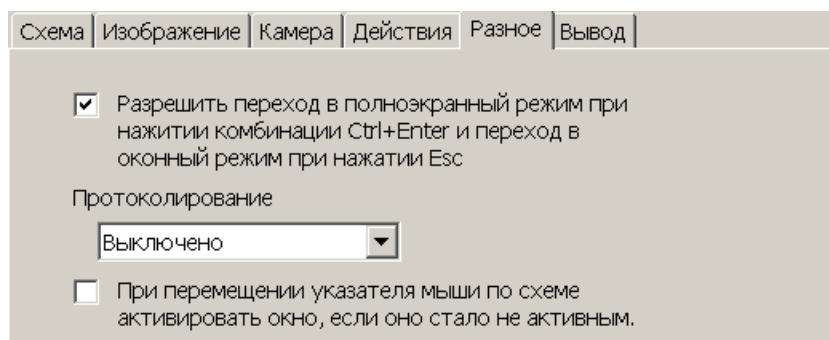 Схема Изображение Камера Действия Разное Вывод
Разрешить переход в полноэкранный режим при
нажитии комбинации Ctrl+Enter и переход в
оконный режим при нажатии Esc
Протоколирование
Выключено
При перемещении указателя мыши по схеме
активировать окно, если оно стало не активным.